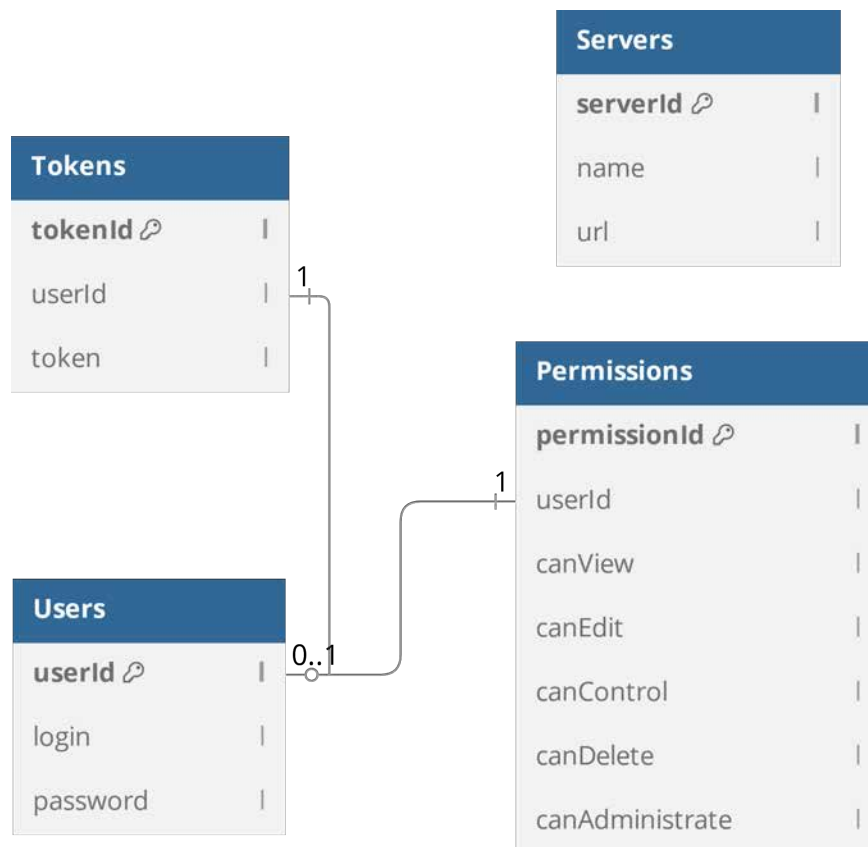 Servers
serverId
name
url
Tokens
tokenId
userId
token
1
Permissions
permissionId
userId
canView
canEdit
canControl
canDelete
canAdministrate
1
Users
userId
login
password
0..1